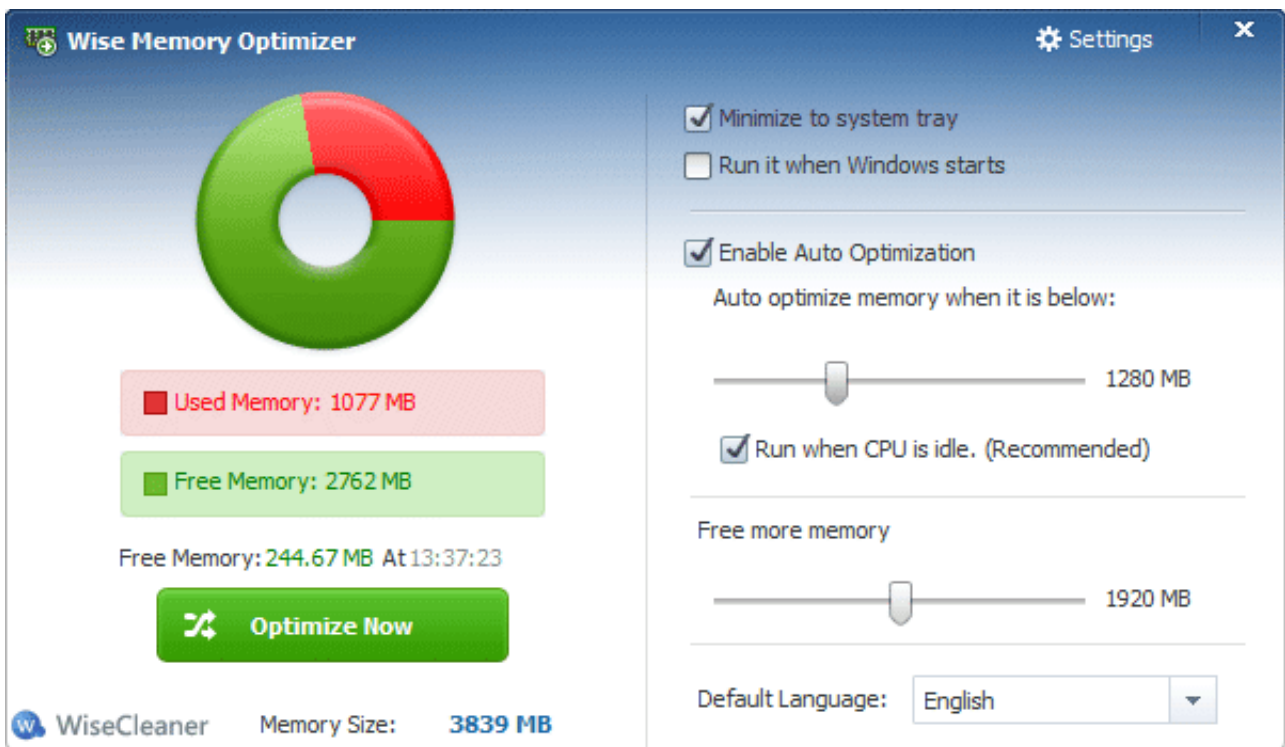 Wise Memory Optimizer
Settings
Used Memory: 1077 MB
Free Memory: 2762 MB
Free Memory: 244.67 MB At 13:37:23
Optimize Now
WiseCleaner
Memory Size: 3839 MB
Minimize to system tray
Run it when Windows starts
Enable Auto Optimization
Auto optimize memory when it is below:
1280 MB
Run when CPU is idle. (Recommended)
Free more memory
1920 MB
Default Language: English